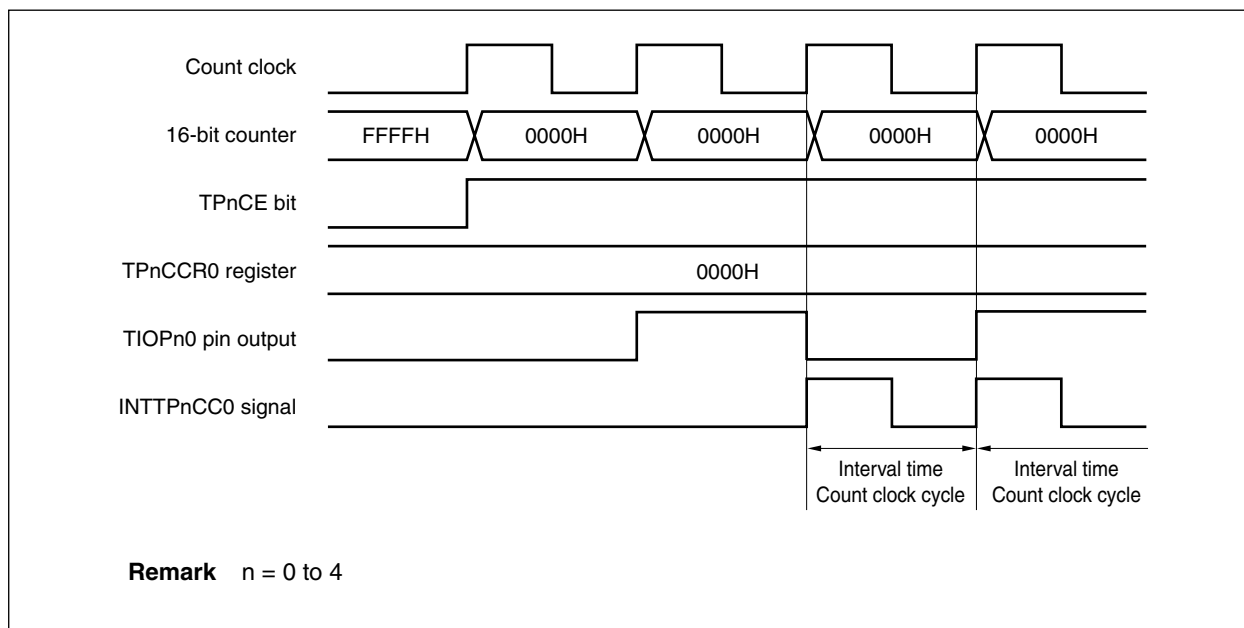 Count clock
16-bit counter
FFFFH 0000H 0000H 0000H 0000H
TPnCE bit
TPnCCR0 register
0000H
TIOPn0 pin output
INTTPnCC0 signal
Interval time
Count clock cycle
Interval time
Count clock cycle
Remark n = 0 to 4